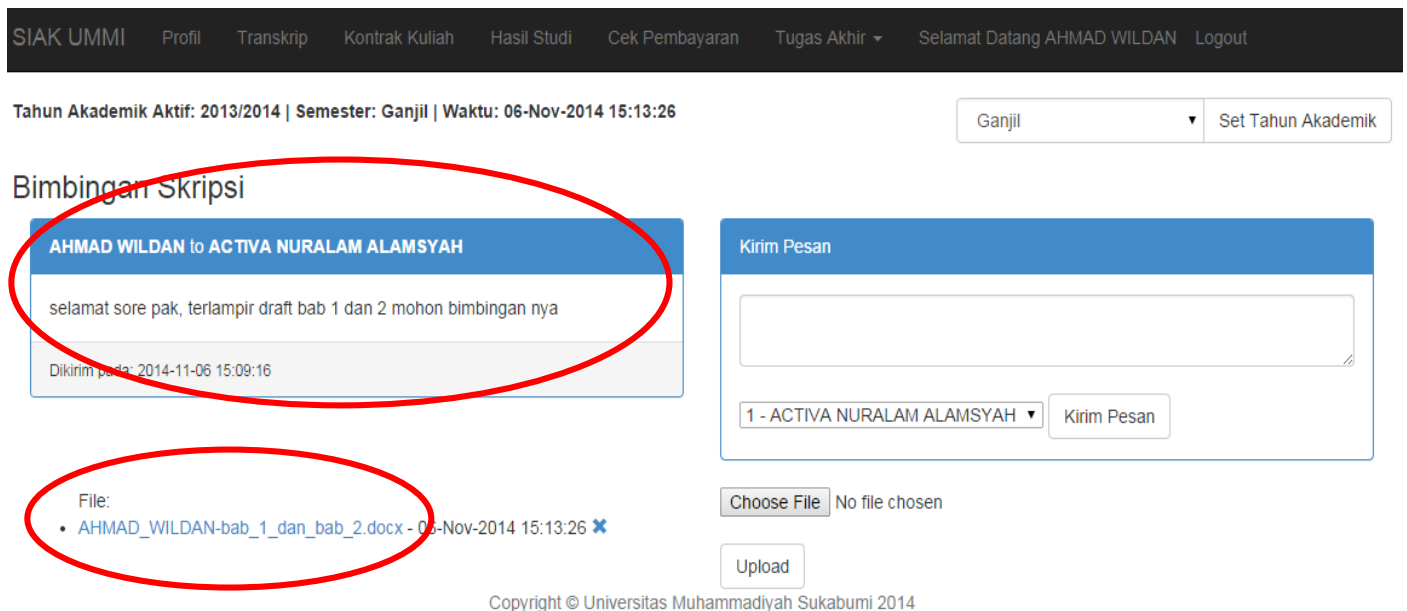 SIAK UMMI Profil Transkrip Kontrak Kuliah Hasil Studi Cek Pembayaran Tugas Akhir Selamat Datang AHMAD WILDAN Logout
Tahun Akademik Aktif: 2013/2014 | Semester: Ganjil | Waktu: 06-Nov-2014 15:13:26
Ganjil Set Tahun Akademik
Bimbingan Skripsi
AHMAD WILDAN to ACTIVA NURALAM ALAMSYAH
selamat sore pak, terlampir draft bab 1 dan 2 mohon bimbingan nya
Dikirim pada: 2014-11-06 15:09:16
Kirim Pesan
1 - ACTIVA NURALAM ALAMSYAH Kirim Pesan
File:
AHMAD_WILDAN-bab_1_dan_bab_2.docx - 06-Nov-2014 15:13:26
Choose File No file chosen
Upload
Copyright © Universitas Muhammadiyah Sukabumi 2014